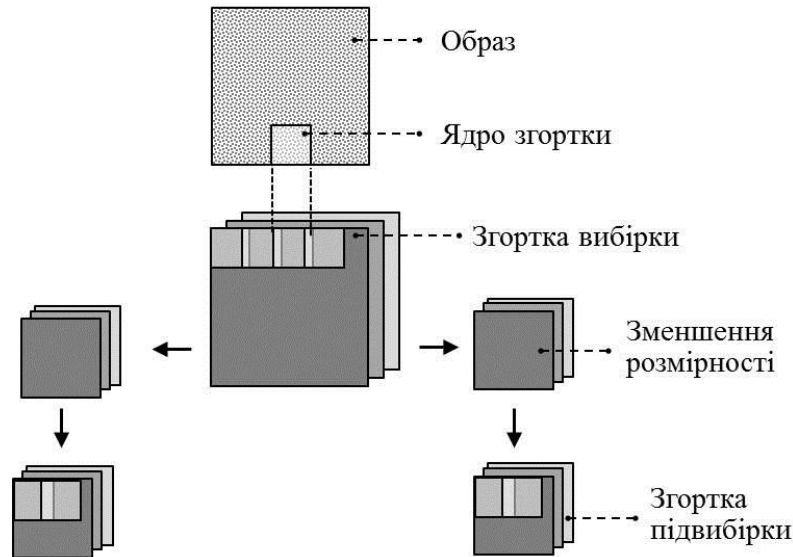 Образ
Ядро згортки
Згортка вибірки
Зменшення
розмірності
Згортка
підвибірки